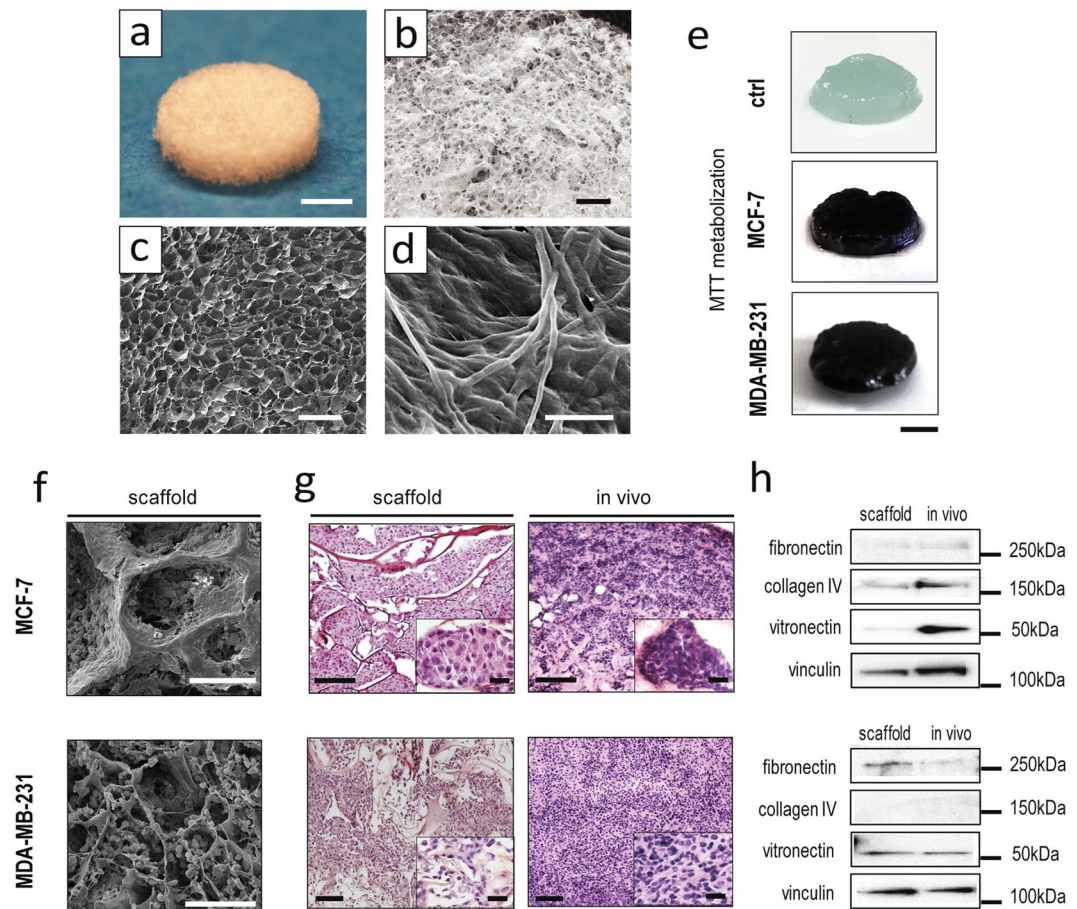 a
b
c
d
e
MTT metabolization
ctrl
MCF-7
MDA-MB-231
f
scaffold
MCF-7
MDA-MB-231
g
scaffold
in vivo
h
scaffold
in vivo
fibronectin
250kDa
collagen IV
150kDa
vitronectin
50kDa
vinculin
100kDa
scaffold
in vivo
fibronectin
250kDa
collagen IV
150kDa
vitronectin
50kDa
vinculin
100kDa